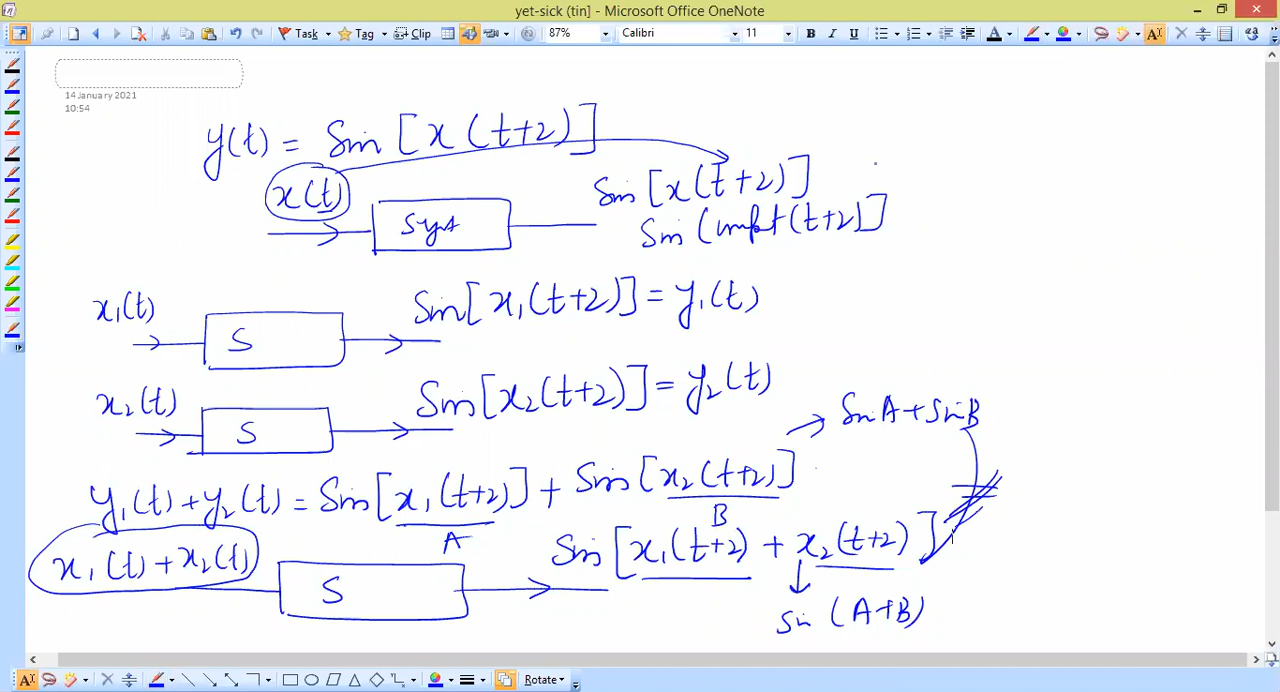 yet-sick (tin] - Microsoft Office OneNote
Task Tag Clip 87% Calibri 11 B I U A
14 January 2021
10:54
y(t) = Sin [x(t+2)]
x(t) Sys Sin [x(t+2)]
Sin (input(t+2)]
x₁(t) S Sin[x₁(t+2)] = y₁(t)
x₂(t) S Sin[x₂(t+2)] = y₂(t)
→ Sin A + Sin B
y₁(t) + y₂(t) = Sin[x₁(t+2)] + Sin[x₂(t+2)]
A B
x₁(t) + x₂(t) S Sin[x₁(t+2) + x₂(t+2)]
Sin (A+B)
Rotate